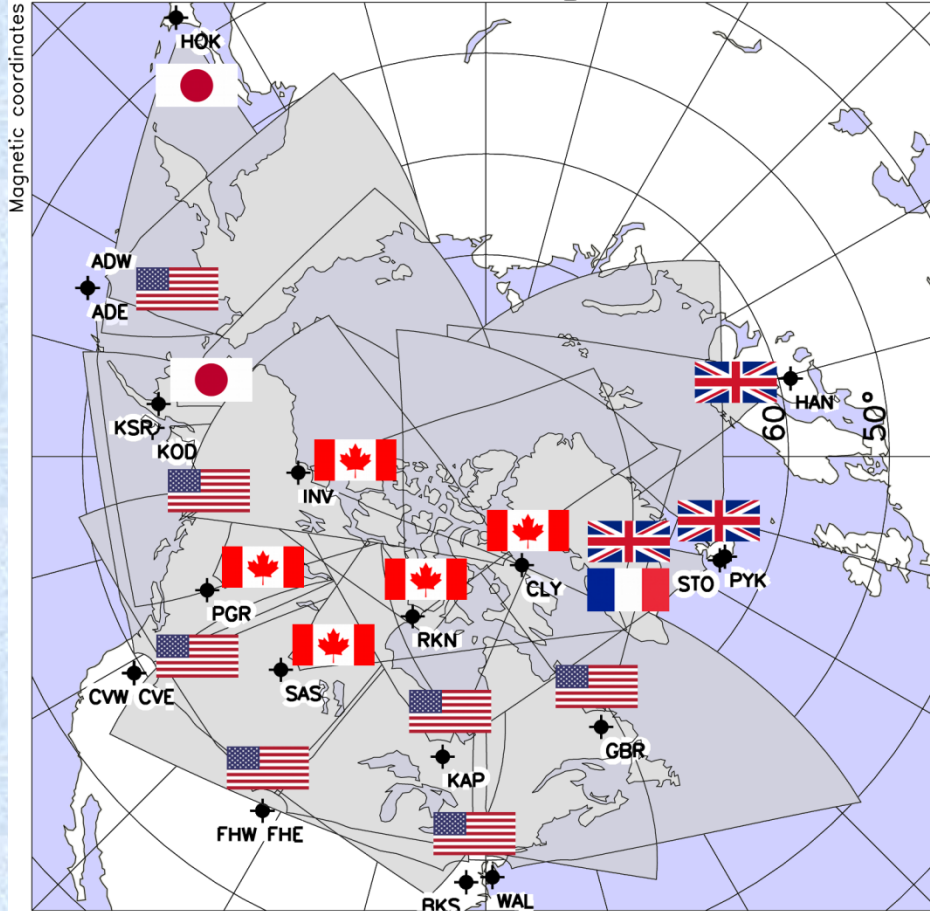 Magnetic coordinates
HOK
ADW
ADE
HAN
60
50°
KSR
KOD
INV
STO PYK
CLY
PGR
RKN
CVW CVE
SAS
GBR
KAP
FHW FHE
BKS WAL